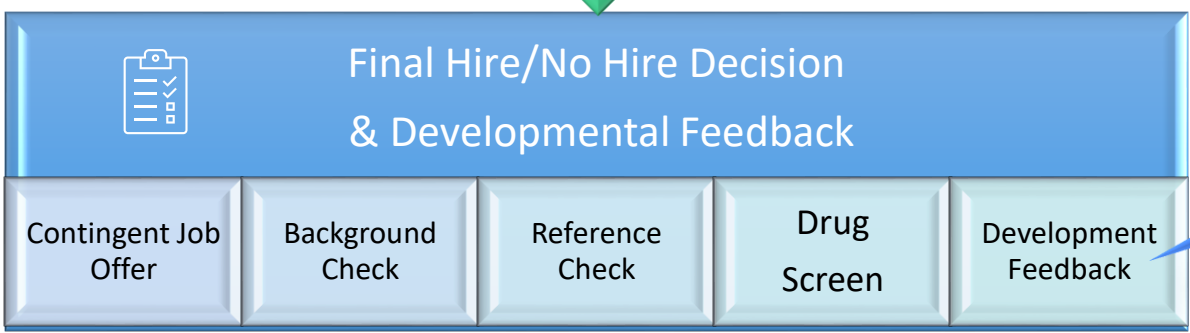 Final Hire/No Hire Decision
& Developmental Feedback
Contingent Job
Offer
Background
Check
Reference
Check
Drug
Screen
Development
Feedback